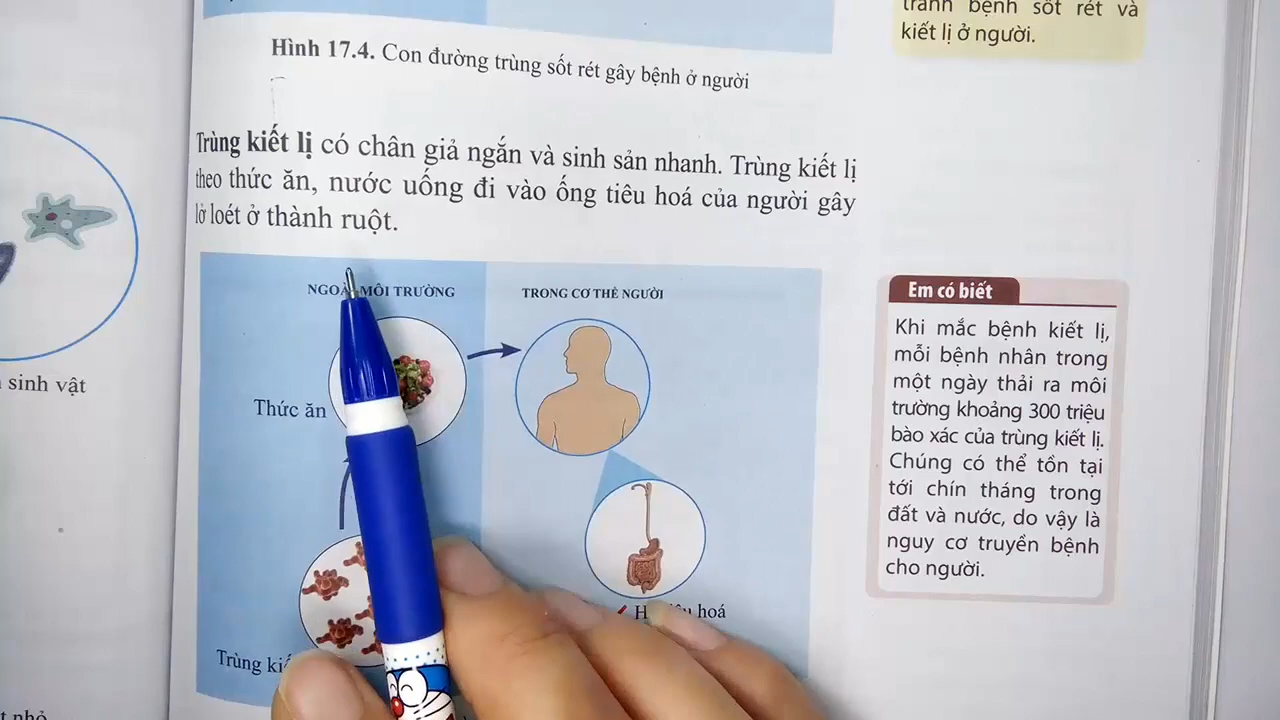 tránh bệnh sốt rét và
kiết lị ở người.
Hình 17.4. Con đường trùng sốt rét gây bệnh ở người
Trùng kiết lị có chân giả ngắn và sinh sản nhanh. Trùng kiết lị
theo thức ăn, nước uống đi vào ống tiêu hoá của người gây
lở loét ở thành ruột.
NGOÀI MÔI TRƯỜNG
TRONG CƠ THỂ NGƯỜI
Thức ăn
Trùng
hoá
sinh vật
nhỏ
Em có biết
Khi mắc bệnh kiết lị,
mỗi bệnh nhân trong
một ngày thải ra môi
trường khoảng 300 triệu
bào xác của trùng kiết lị.
Chúng có thể tồn tại
tới chín tháng trong
đất và nước, do vậy là
nguy cơ truyền bệnh
cho người.